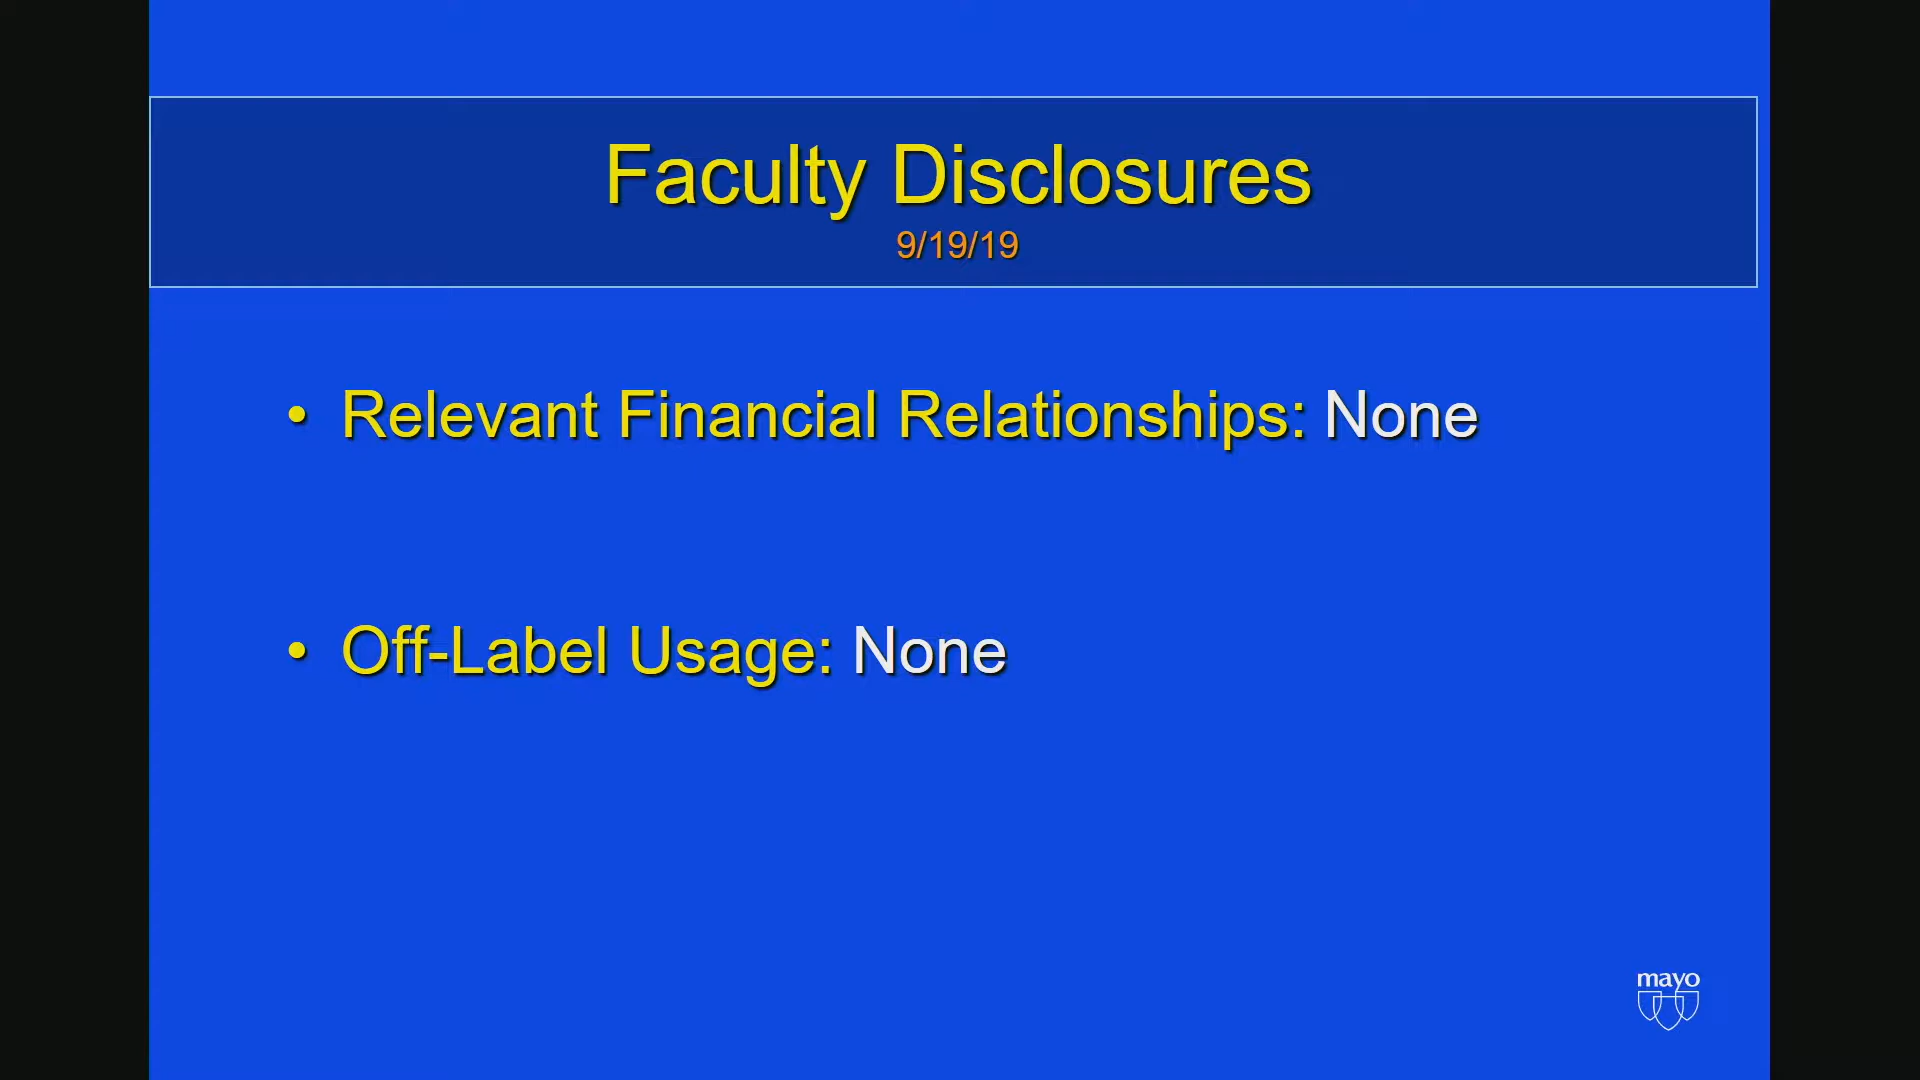 Faculty Disclosures
9/19/19
• Relevant Financial Relationships: None
• Off-Label Usage: None
mayo